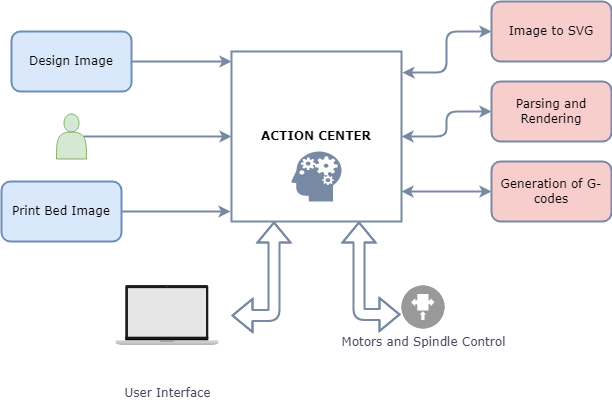 Design Image
Image to SVG
Parsing and
Rendering
ACTION CENTER
Print Bed Image
Generation of G-
codes
Motors and Spindle Control
User Interface